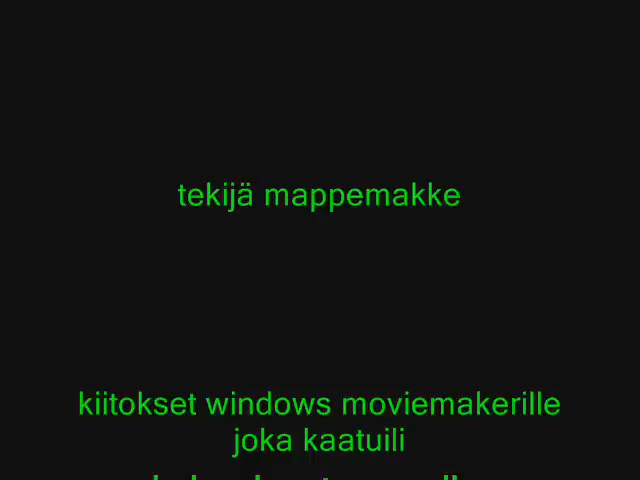 tekijä mappemakke
kiitokset windows moviemakerille
joka kaatuili